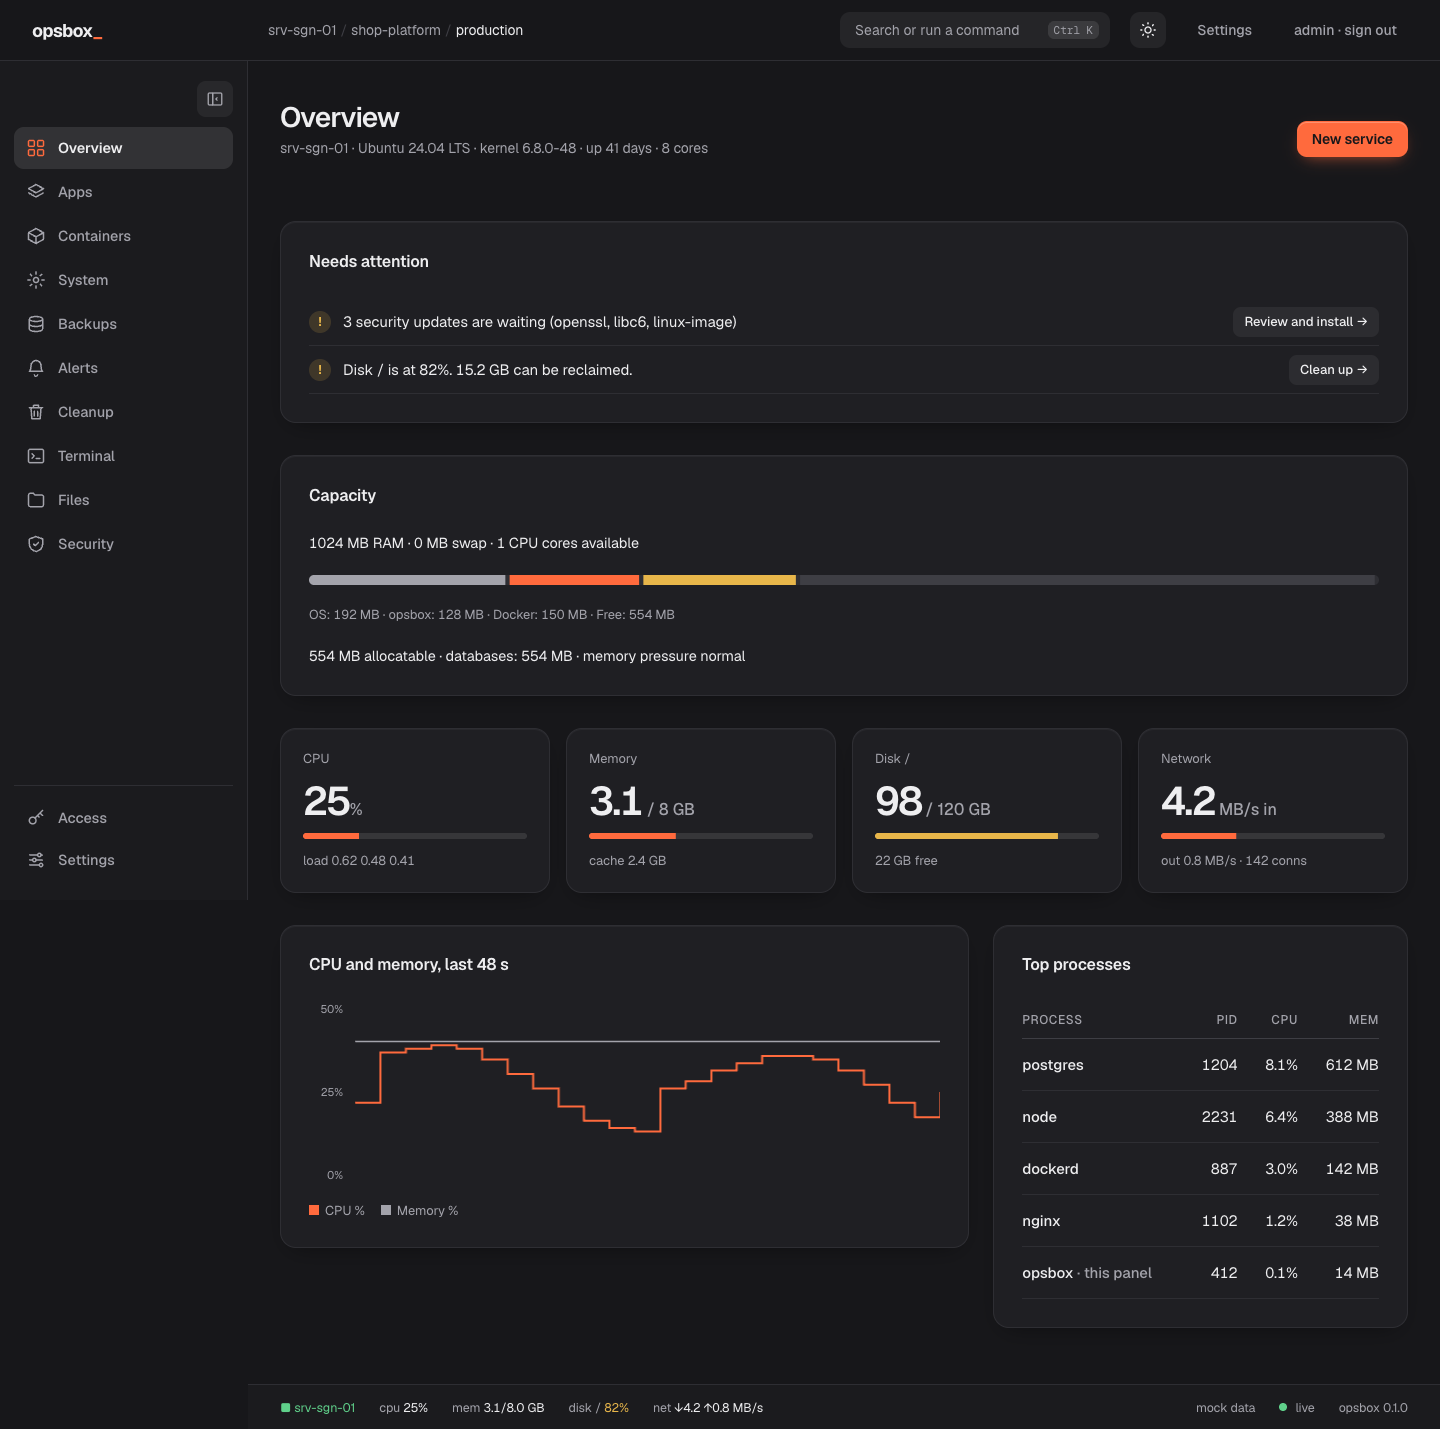 opsbox_
srv-sgn-01 / shop-platform / production
Search or run a command Ctrl K
Settings
admin · sign out
Overview
Apps
Containers
System
Backups
Alerts
Cleanup
Terminal
Files
Security
Access
Settings
Overview
srv-sgn-01 · Ubuntu 24.04 LTS · kernel 6.8.0-48 · up 41 days · 8 cores
New service
Needs attention
! 3 security updates are waiting (openssl, libc6, linux-image) Review and install →
! Disk / is at 82%. 15.2 GB can be reclaimed. Clean up →
Capacity
1024 MB RAM · 0 MB swap · 1 CPU cores available
OS: 192 MB · opsbox: 128 MB · Docker: 150 MB · Free: 554 MB
554 MB allocatable · databases: 554 MB · memory pressure normal
CPU
25%
load 0.62 0.48 0.41
Memory
3.1 / 8 GB
cache 2.4 GB
Disk /
98 / 120 GB
22 GB free
Network
4.2 MB/s in
out 0.8 MB/s · 142 conns
CPU and memory, last 48 s
50%
25%
0%
CPU % Memory %
Top processes
PROCESS PID CPU MEM
postgres 1204 8.1% 612 MB
node 2231 6.4% 388 MB
dockerd 887 3.0% 142 MB
nginx 1102 1.2% 38 MB
opsbox · this panel 412 0.1% 14 MB
srv-sgn-01 cpu 25% mem 3.1/8.0 GB disk / 82% net ↓4.2 ↑0.8 MB/s mock data live opsbox 0.1.0